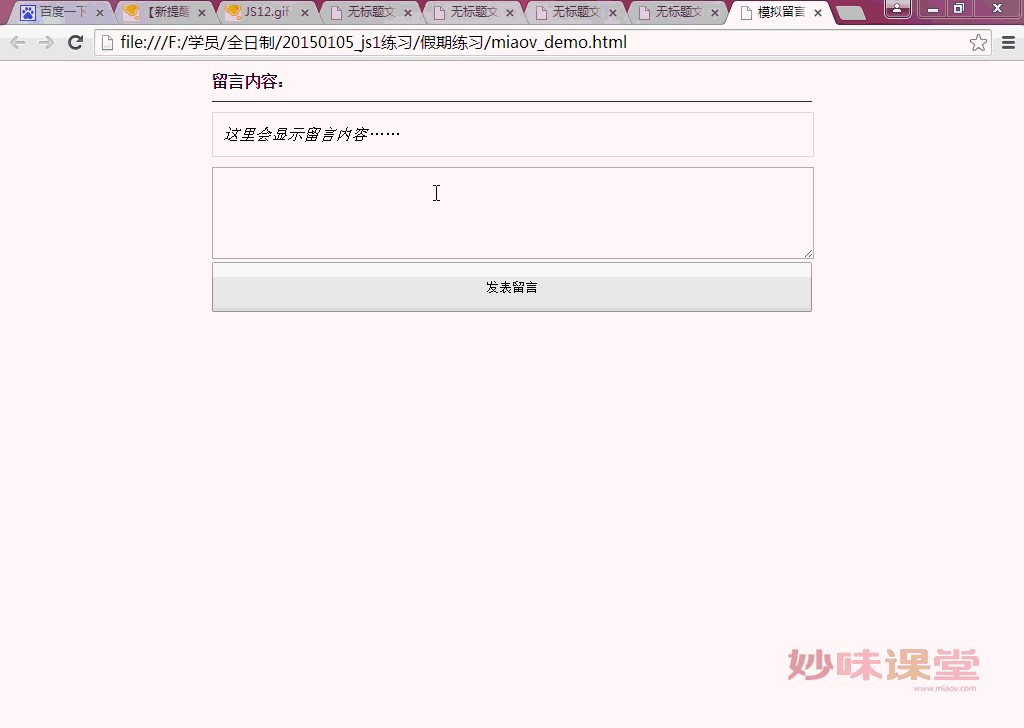 百度一下
【新提醒
JS12.gif
无标题文
无标题文
无标题文
无标题文
模拟留言
file:///F:/学员/全日制/20150105_js1练习/假期练习/miaov_demo.html
留言内容：
这里会显示留言内容……
发表留言
妙味课堂
www.miaov.com